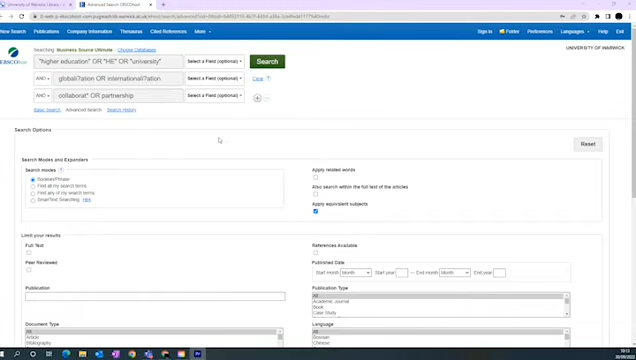 University of Warwick Library
Advanced Search: EBSCOhost
New Search Publications Company Information Thesaurus Cited References More Sign In Folder Preferences Languages Help Exit
UNIVERSITY OF WARWICK
EBSCOhost
Searching: Business Source Ultimate Choose Databases
"higher education" OR "HE" OR "university" Select a Field (optional) Search
AND globali?ation OR internationali?ation Select a Field (optional) Clear ?
AND collaborat* OR partnership Select a Field (optional) + −
Basic Search Advanced Search Search History
Search Options
Reset
Search Modes and Expanders
Search modes ?
Boolean/Phrase
Find all my search terms
Find any of my search terms
SmartText Searching Hint
Apply related words
Also search within the full text of the articles
Apply equivalent subjects
Limit your results
Full Text
Peer Reviewed
Publication
Document Type
All
Article
Bibliography
References Available
Published Date
Start month Month Start year — End month Month End year
Publication Type
All
Academic Journal
Book
Case Study
Language
All
Bosnian
Chinese
10:13
20/09/2022